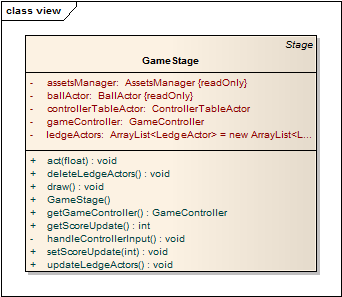 class view
Stage
GameStage
- assetsManager: AssetsManager {readOnly}
- ballActor: BallActor {readOnly}
- controllerTableActor: ControllerTableActor
- gameController: GameController
- ledgeActors: ArrayList<LedgeActor> = new ArrayList<L...
+ act(float) : void
+ deleteLedgeActors() : void
+ draw() : void
+ GameStage()
+ getGameController() : GameController
+ getScoreUpdate() : int
- handleControllerInput() : void
+ setScoreUpdate(int) : void
+ updateLedgeActors() : void